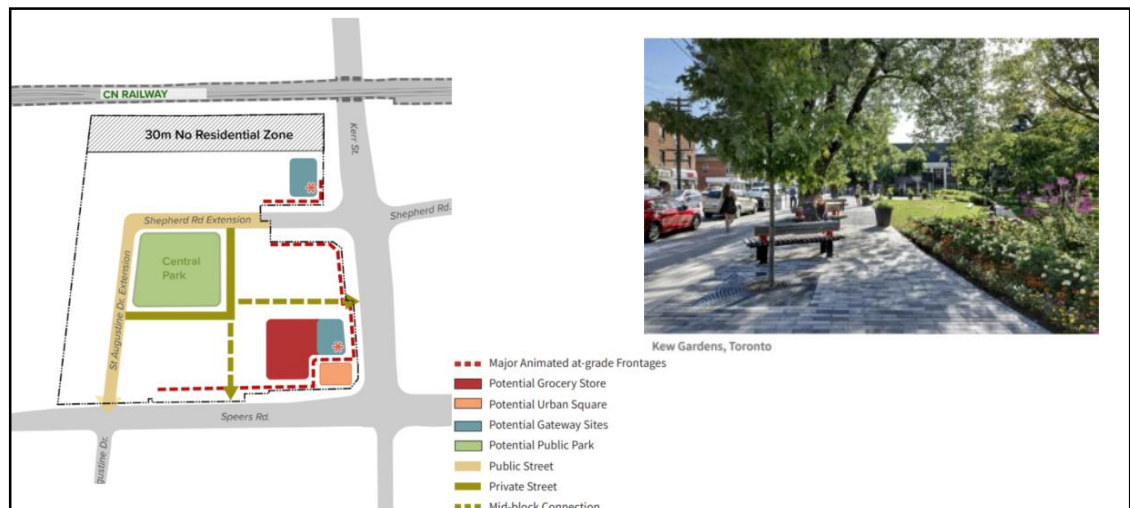 CN RAILWAY
30m No Residential Zone
Kerr St.
Shepherd Rd Extension
Shepherd Rd.
Central
Park
St Augustine Dr. Extension
Speers Rd.
gustine Dr.
Major Animated at-grade Frontages
Potential Grocery Store
Potential Urban Square
Potential Gateway Sites
Potential Public Park
Public Street
Private Street
Mid-block Connection
Kew Gardens, Toronto